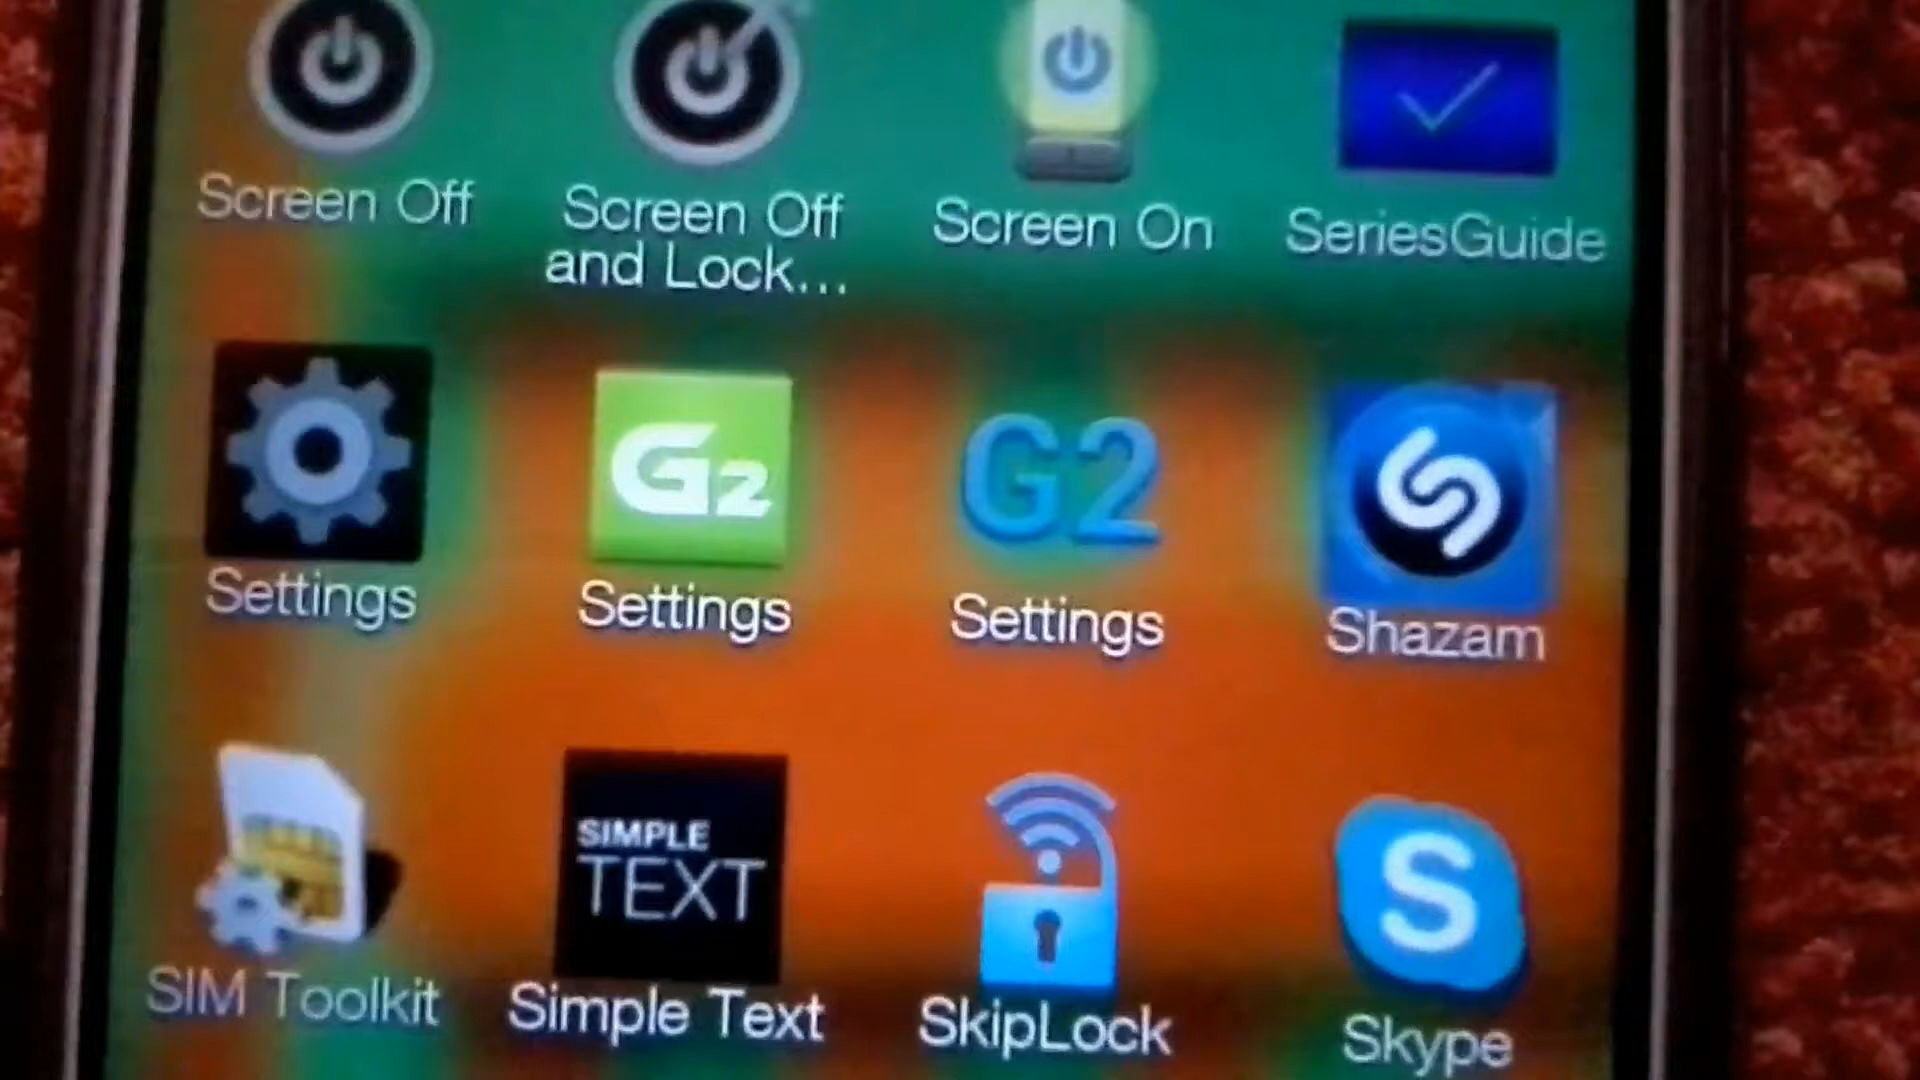 Screen Off
Screen Off
and Lock...
Screen On
SeriesGuide
G2
G2
Settings
Settings
Settings
Shazam
SIMPLE
TEXT
S
SIM Toolkit
Simple Text
SkipLock
Skype